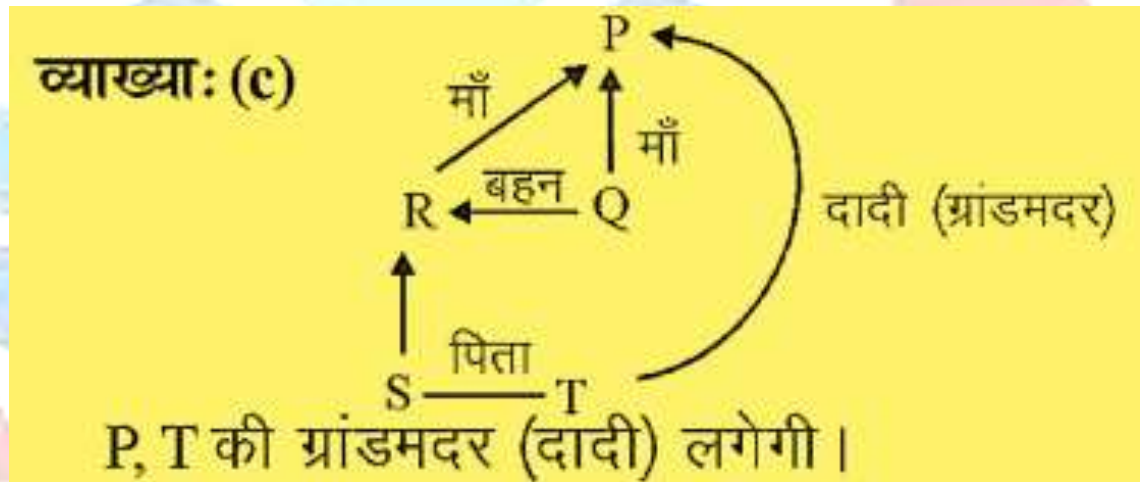 व्याख्याः (c)
P
माँ
माँ
R
बहन
Q
दादी (ग्रांडमदर)
पिता
S
T
P, T की ग्रांडमदर (दादी) लगेगी।